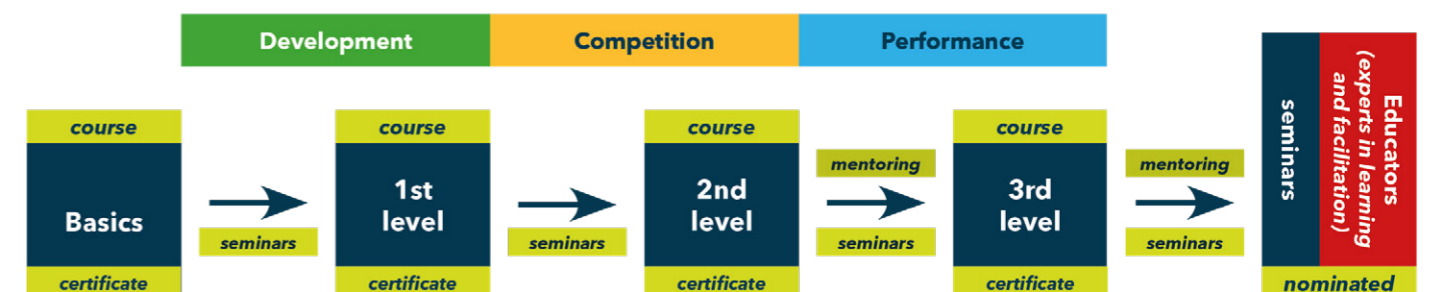 Development
Competition
Performance
course
Basics
certificate
seminars
course
1st
level
certificate
seminars
course
2nd
level
certificate
mentoring
seminars
course
3rd
level
certificate
mentoring
seminars
seminars
Educators
(experts in learning
and facilitation)
nominated